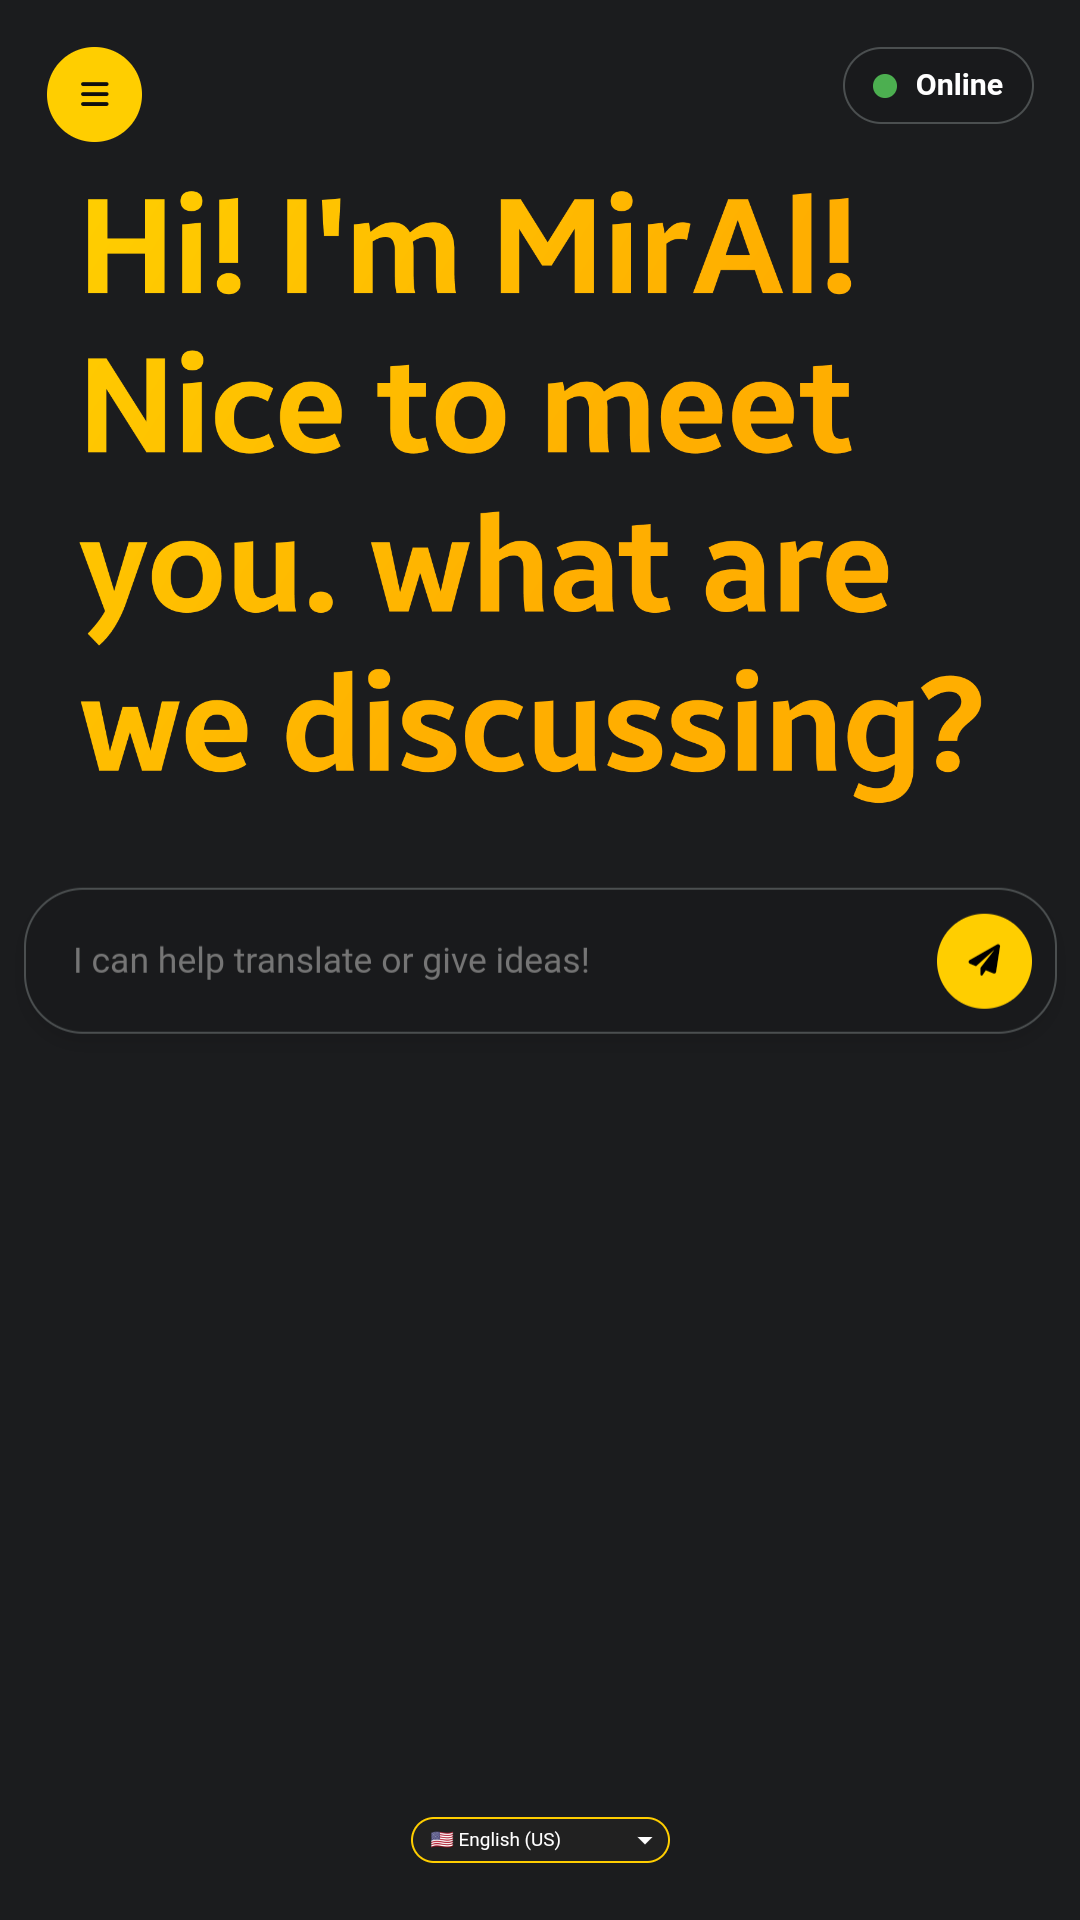 Online
Hi! I'm MirAI!
Nice to meet
you. what are
we discussing?
I can help translate or give ideas!
🇺🇸 English (US)